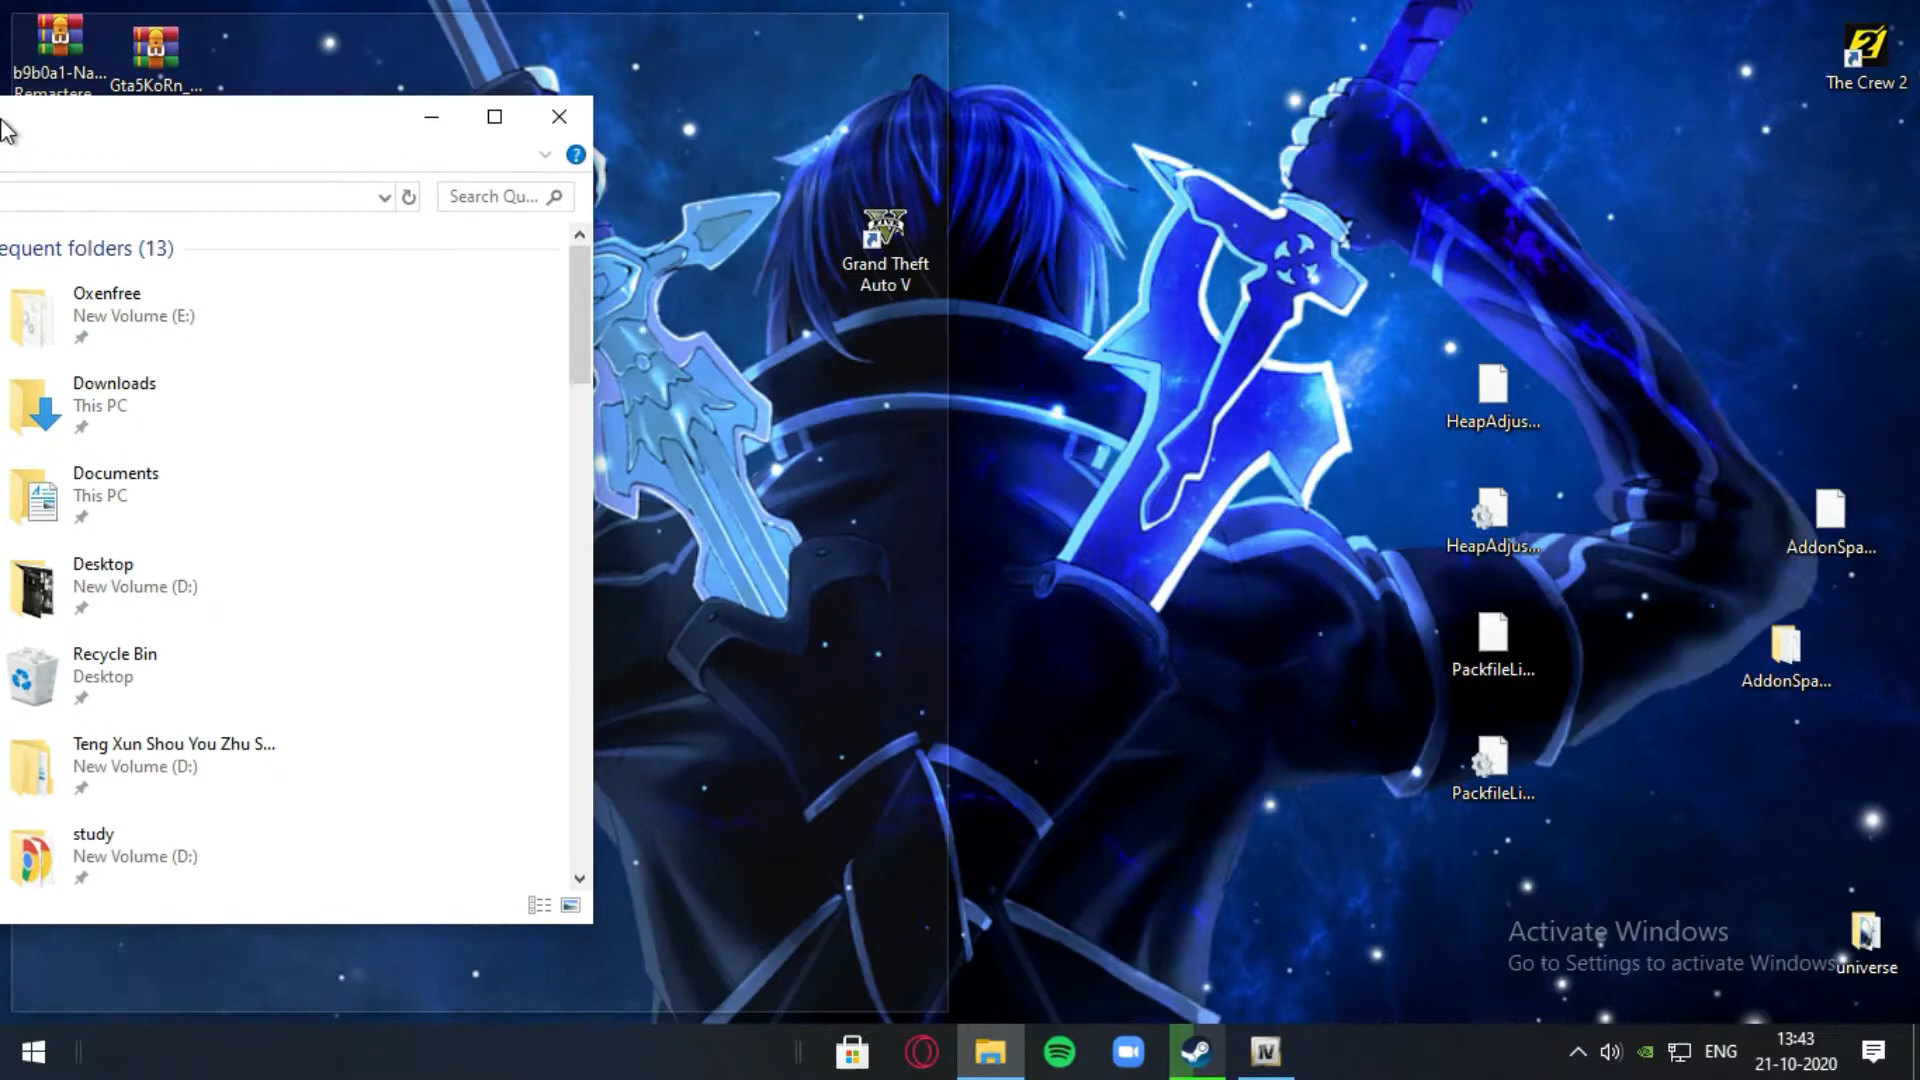 b9b0a1-Na...
Remastere
Gta5KoRn_...
The Crew 2
Search Qu...
equent folders (13)
Oxenfree
New Volume (E:)
Downloads
This PC
Documents
This PC
Desktop
New Volume (D:)
Recycle Bin
Desktop
Teng Xun Shou You Zhu S...
New Volume (D:)
study
New Volume (D:)
Grand Theft
Auto V
HeapAdjus...
HeapAdjus...
PackfileLi...
PackfileLi...
AddonSpa...
AddonSpa...
universe
Activate Windows
Go to Settings to activate Windows
ENG
13:43
21-10-2020